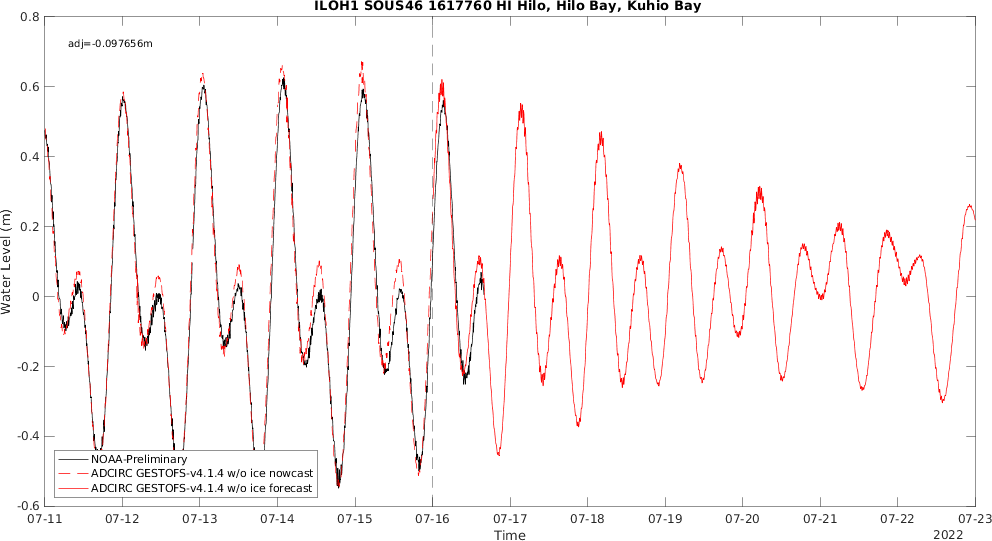 ILOH1 SOUS46 1617760 HI Hilo, Hilo Bay, Kuhio Bay
adj=-0.097656m
0.8
0.6
0.4
0.2
0
-0.2
-0.4
-0.6
Water Level (m)
NOAA-Preliminary
ADCIRC GESTOFS-v4.1.4 w/o ice nowcast
ADCIRC GESTOFS-v4.1.4 w/o ice forecast
07-11 07-12 07-13 07-14 07-15 07-16 07-17 07-18 07-19 07-20 07-21 07-22 07-23
Time
2022